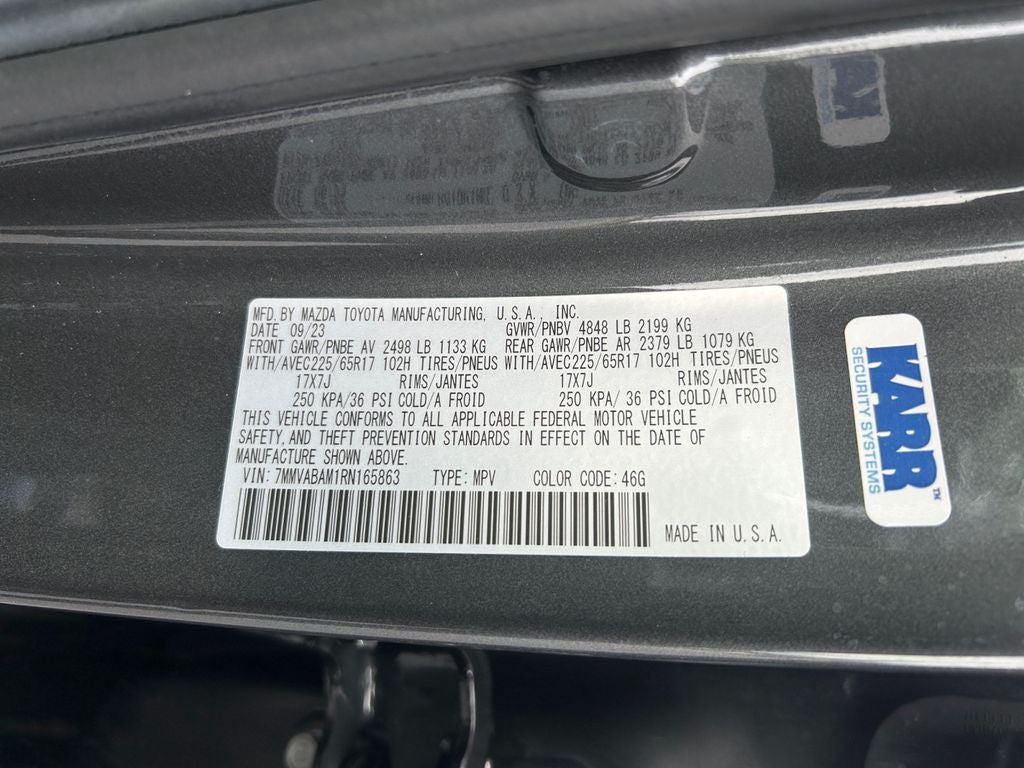 MFD. BY MAZDA TOYOTA MANUFACTURING, U.S.A., INC.
DATE 09/23 GVWR/PNBV 4848 LB 2199 KG
FRONT GAWR/PNBE AV 2498 LB 1133 KG REAR GAWR/PNBE AR 2379 LB 1079 KG
WITH/AVEC225/65R17 102H TIRES/PNEUS WITH/AVEC225/65R17 102H TIRES/PNEUS
17X7J RIMS/JANTES 17X7J RIMS/JANTES
250 KPA/36 PSI COLD/A FROID 250 KPA/ 36 PSI COLD/A FROID
THIS VEHICLE CONFORMS TO ALL APPLICABLE FEDERAL MOTOR VEHICLE
SAFETY, AND THEFT PREVENTION STANDARDS IN EFFECT ON THE DATE OF
MANUFACTURE SHOWN ABOVE.
VIN: 7MMVABAM1RN165863 TYPE: MPV COLOR CODE: 46G
MADE IN U.S.A.
KARR™
SECURITY SYSTEMS